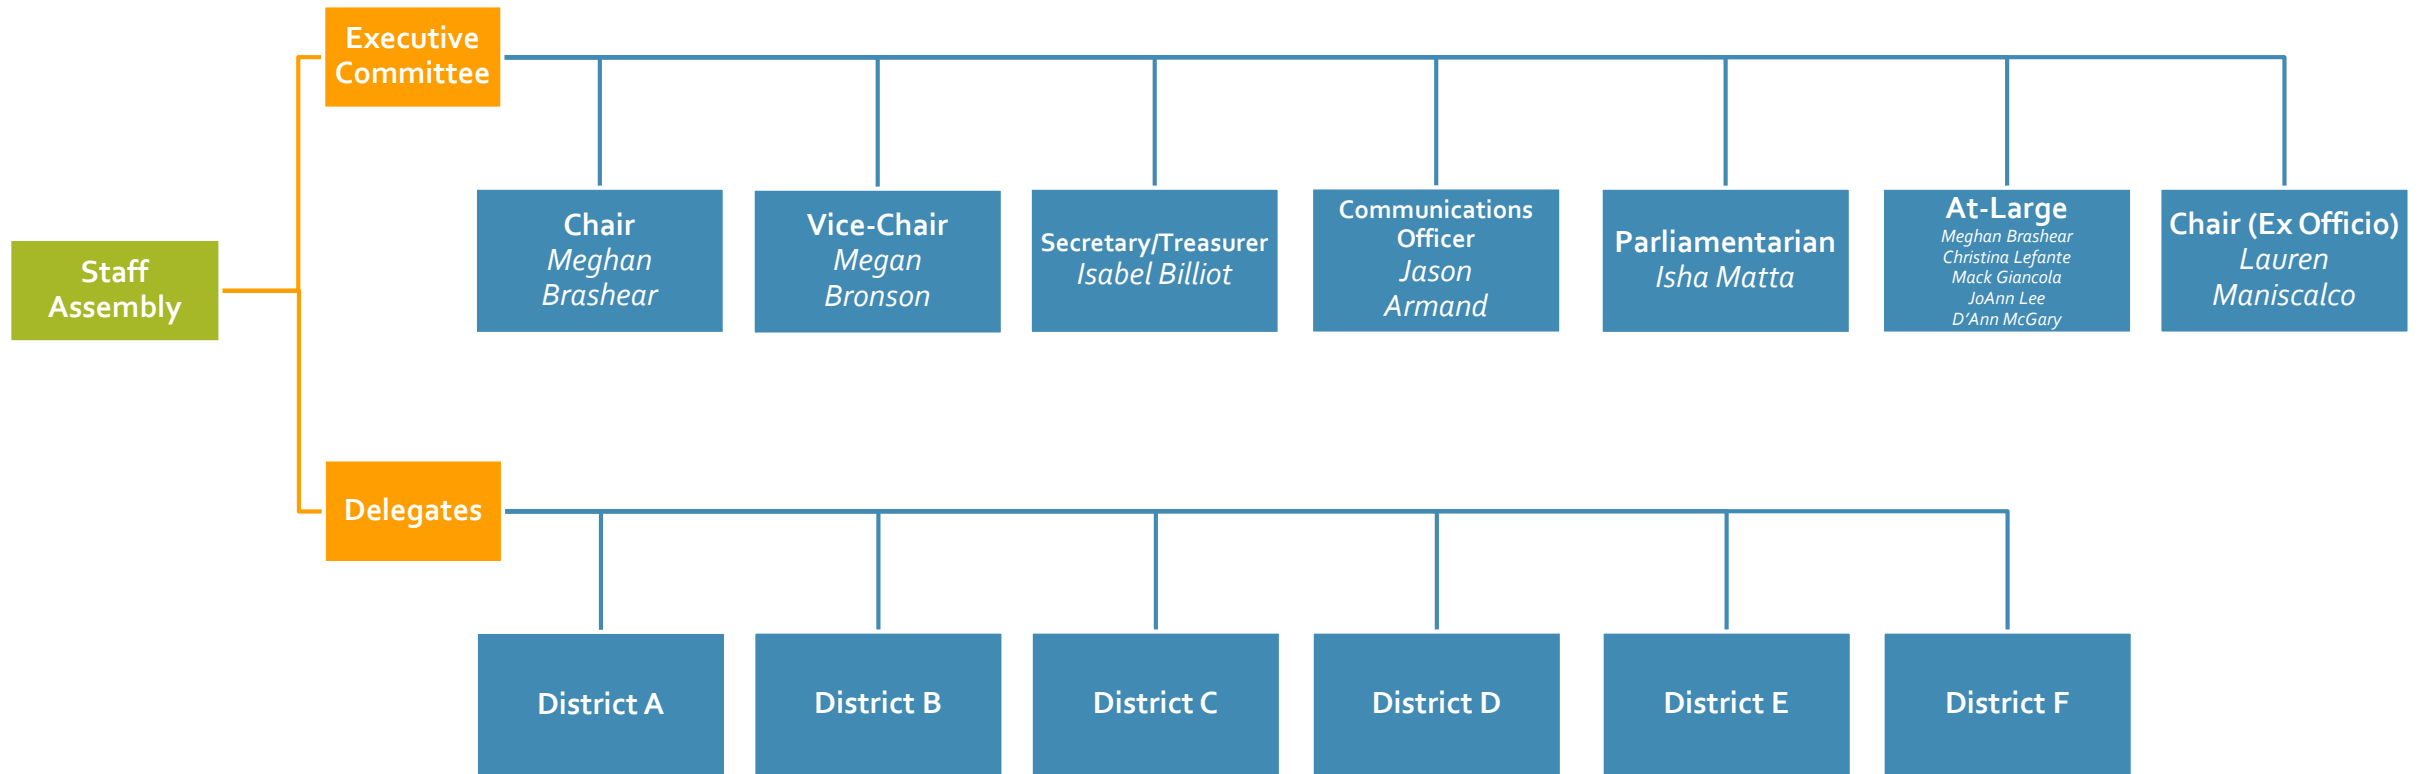 Executive
Committee
Staff
Assembly
Chair
Meghan
Brashear
Vice-Chair
Megan
Bronson
Secretary/Treasurer
Isabel Billiot
Communications
Officer
Jason
Armand
Parliamentarian
Isha Matta
At-Large
Meghan Brashear
Christina Lefante
Mack Giancola
JoAnn Lee
D’Ann McGary
Chair (Ex Officio)
Lauren
Maniscalco
Delegates
District A
District B
District C
District D
District E
District F